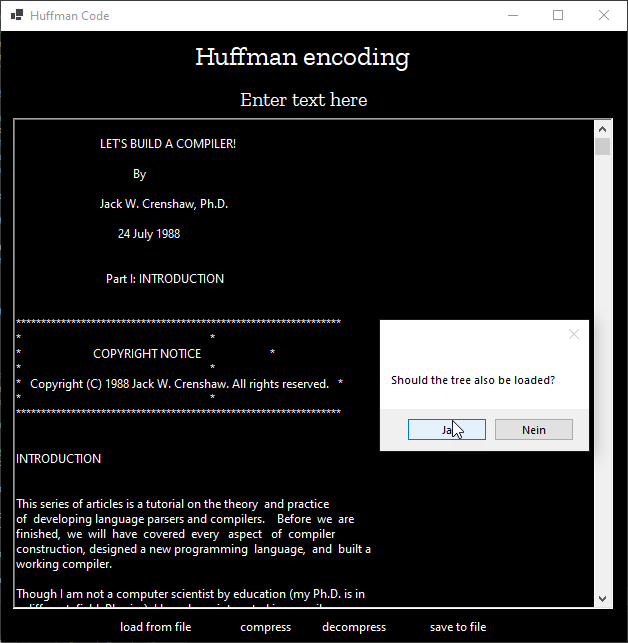 Huffman Code
Huffman encoding
Enter text here
LET'S BUILD A COMPILER!
By
Jack W. Crenshaw, Ph.D.
24 July 1988
Part I: INTRODUCTION
*****************************************************************
* *
* COPYRIGHT NOTICE *
* *
* Copyright (C) 1988 Jack W. Crenshaw. All rights reserved. *
* *
*****************************************************************
Should the tree also be loaded?
Ja
Nein
INTRODUCTION
This series of articles is a tutorial on the theory and practice
of developing language parsers and compilers. Before we are
finished, we will have covered every aspect of compiler
construction, designed a new programming language, and built a
working compiler.
Though I am not a computer scientist by education (my Ph.D. is in
load from file
compress
decompress
save to file